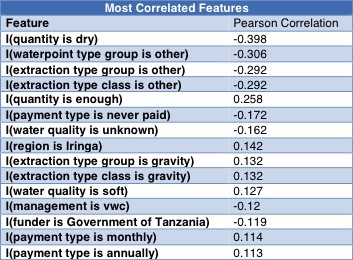 Most Correlated Features
Feature Pearson Correlation
I(quantity is dry) -0.398
I(waterpoint type group is other) -0.306
I(extraction type group is other) -0.292
I(extraction type class is other) -0.292
I(quantity is enough) 0.258
I(payment type is never paid) -0.172
I(water quality is unknown) -0.162
I(region is Iringa) 0.142
I(extraction type group is gravity) 0.132
I(extraction type class is gravity) 0.132
I(water quality is soft) 0.127
I(management is vwc) -0.12
I(funder is Government of Tanzania) -0.119
I(payment type is monthly) 0.114
I(payment type is annually) 0.113